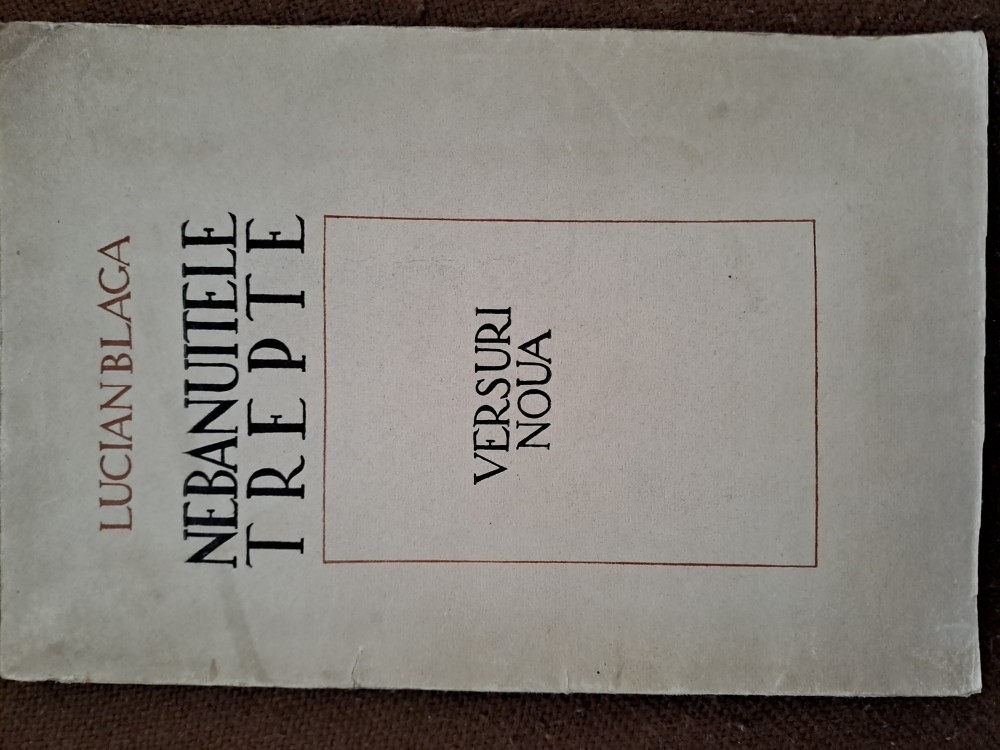 LUCIAN BLAGA
NEBANUITELE
TREPTE
VERSURI
NOUA